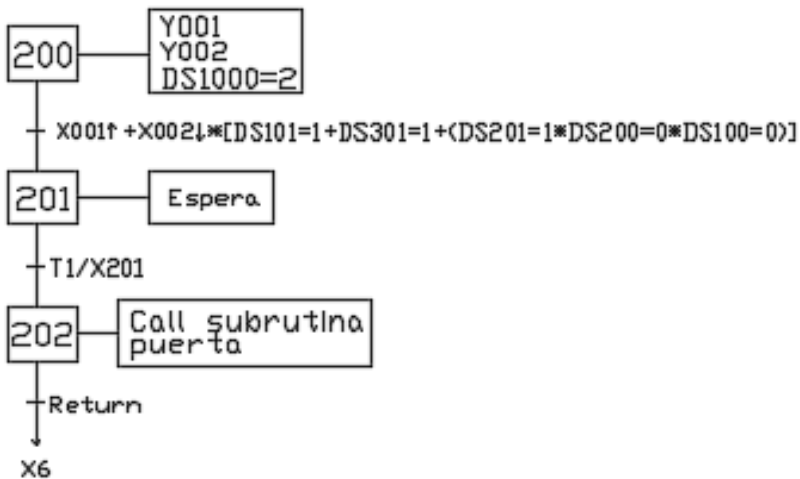 200
Y001
Y002
DS1000=2
X001↑ +X002↓*[DS101=1+DS301=1+(DS201=1*DS200=0*DS100=0)]
201
Espera
T1/X201
202
Call subrutIna
puerta
Return
X6